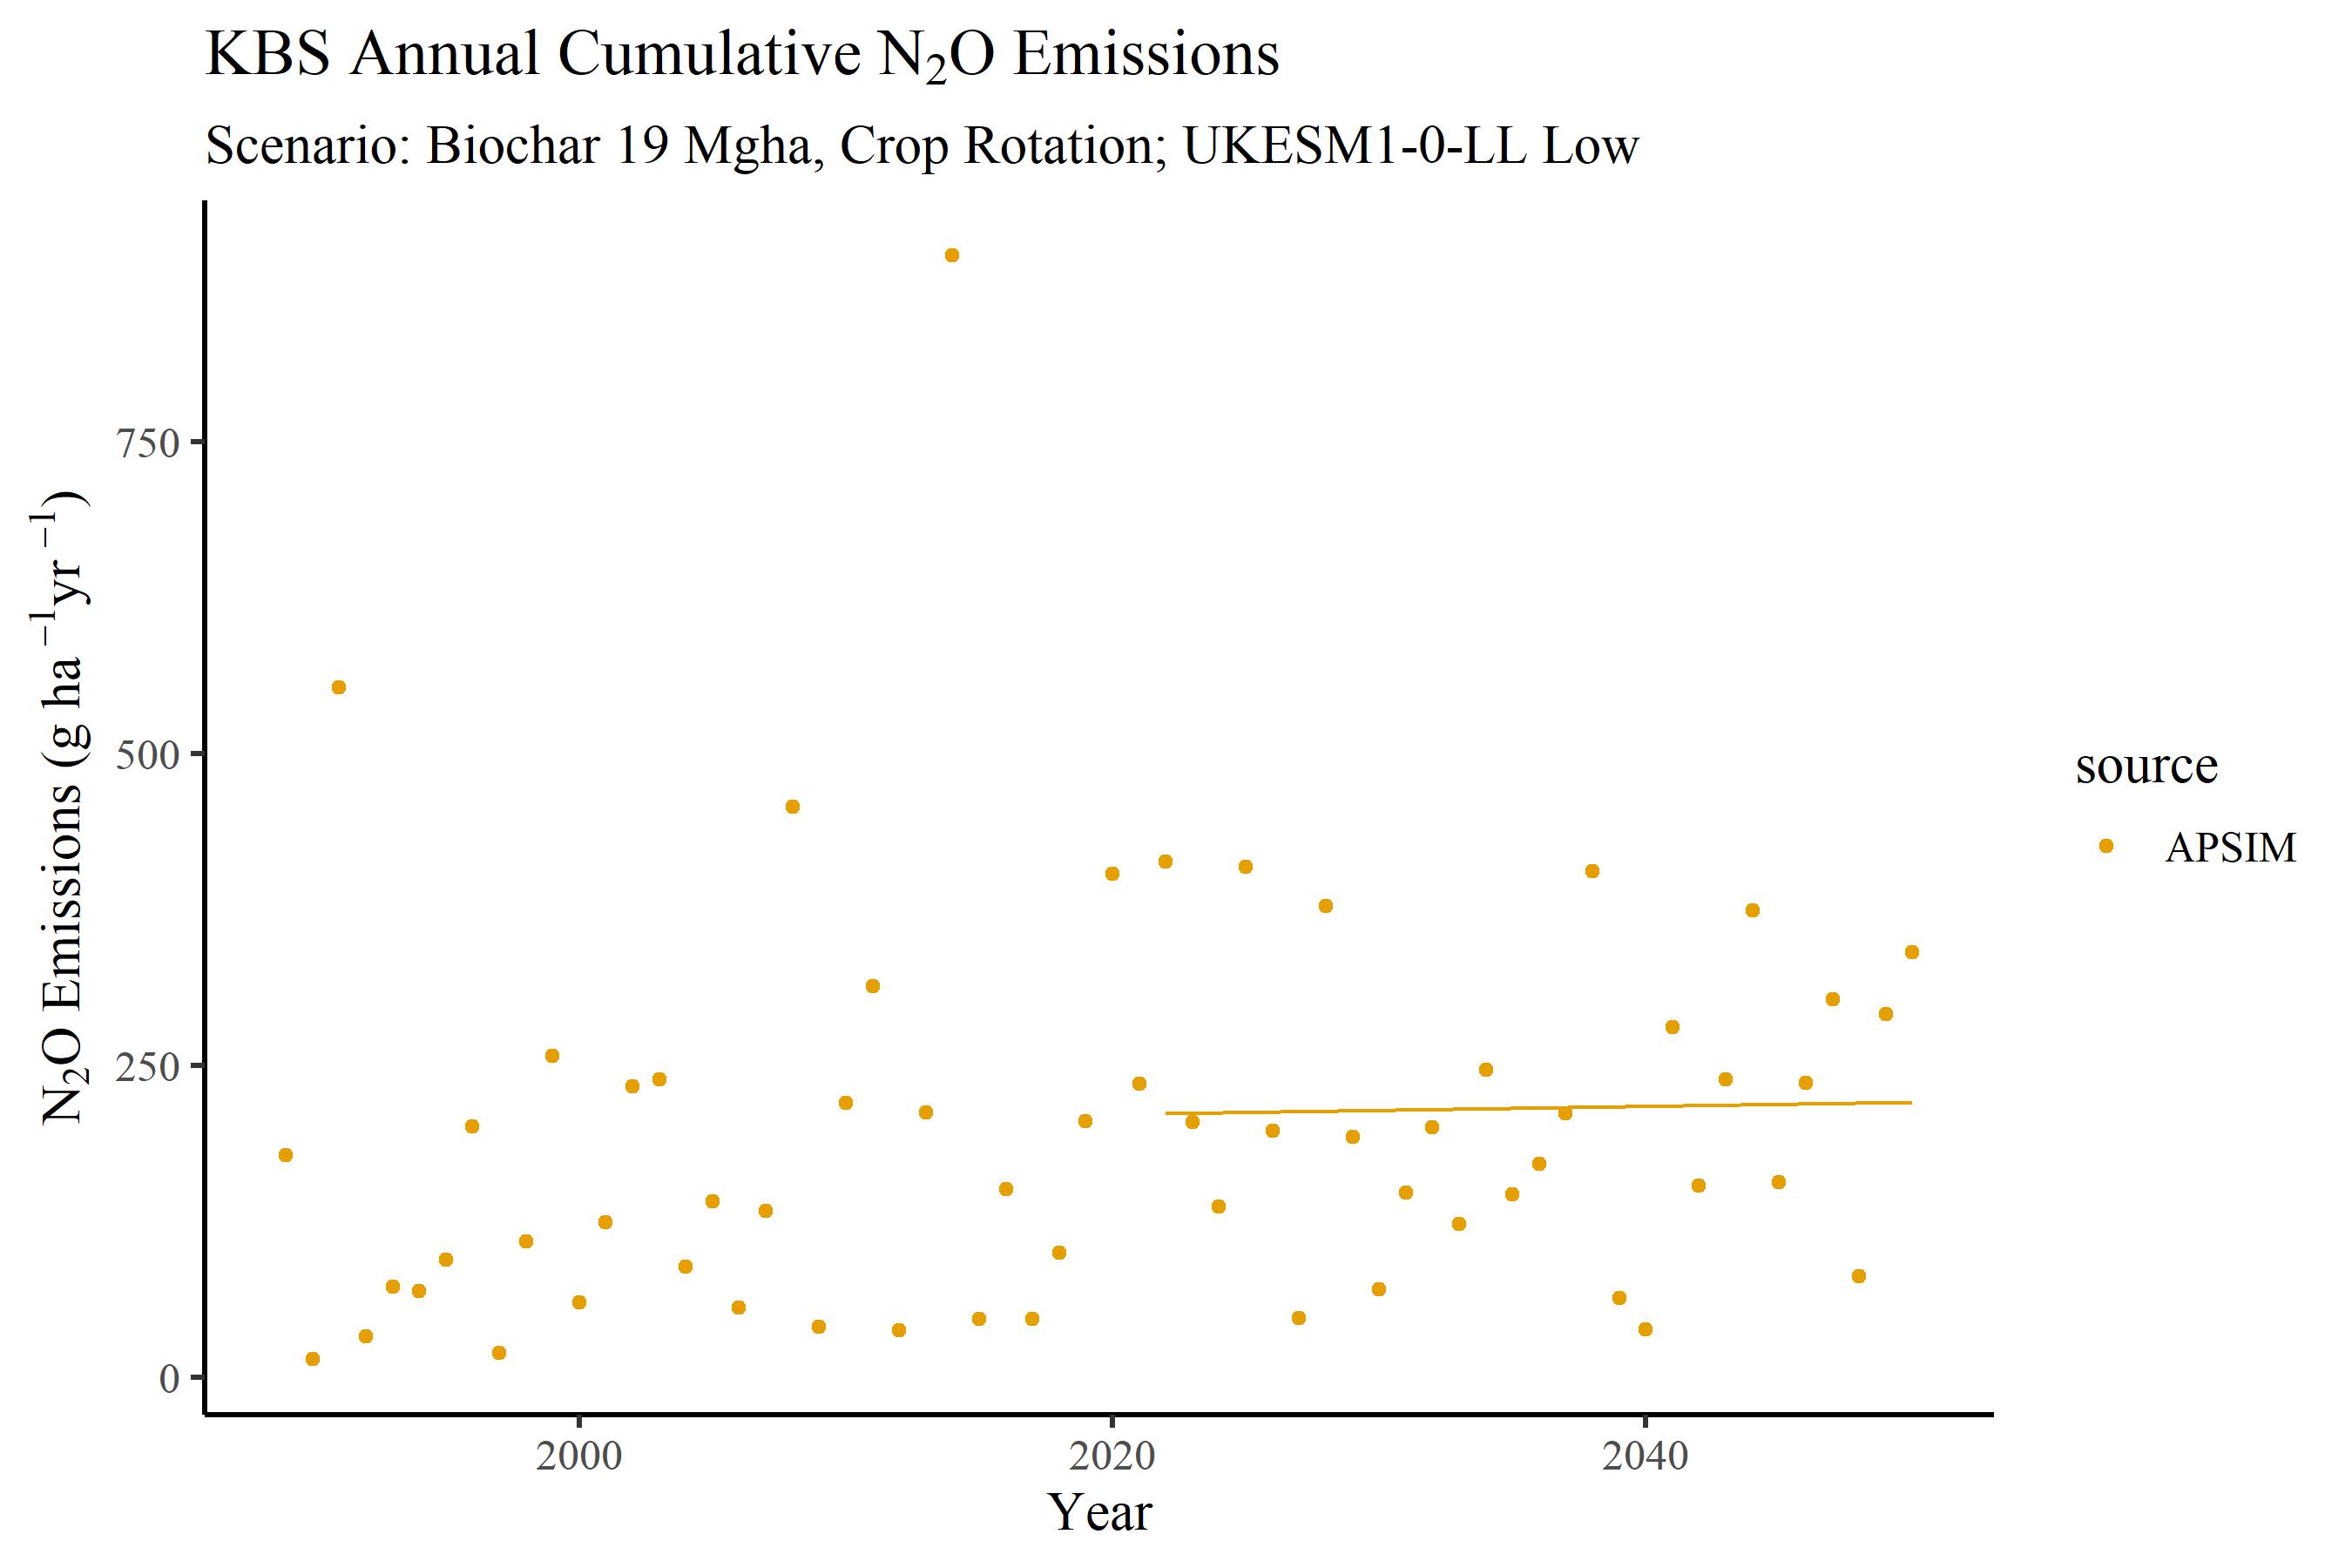 KBS Annual Cumulative N₂O Emissions
Scenario: Biochar 19 Mgha, Crop Rotation; UKESM1-0-LL Low
N₂O Emissions (g ha ⁻¹yr ⁻¹)
750
500
250
0
2000 2020 2040
Year
source
APSIM